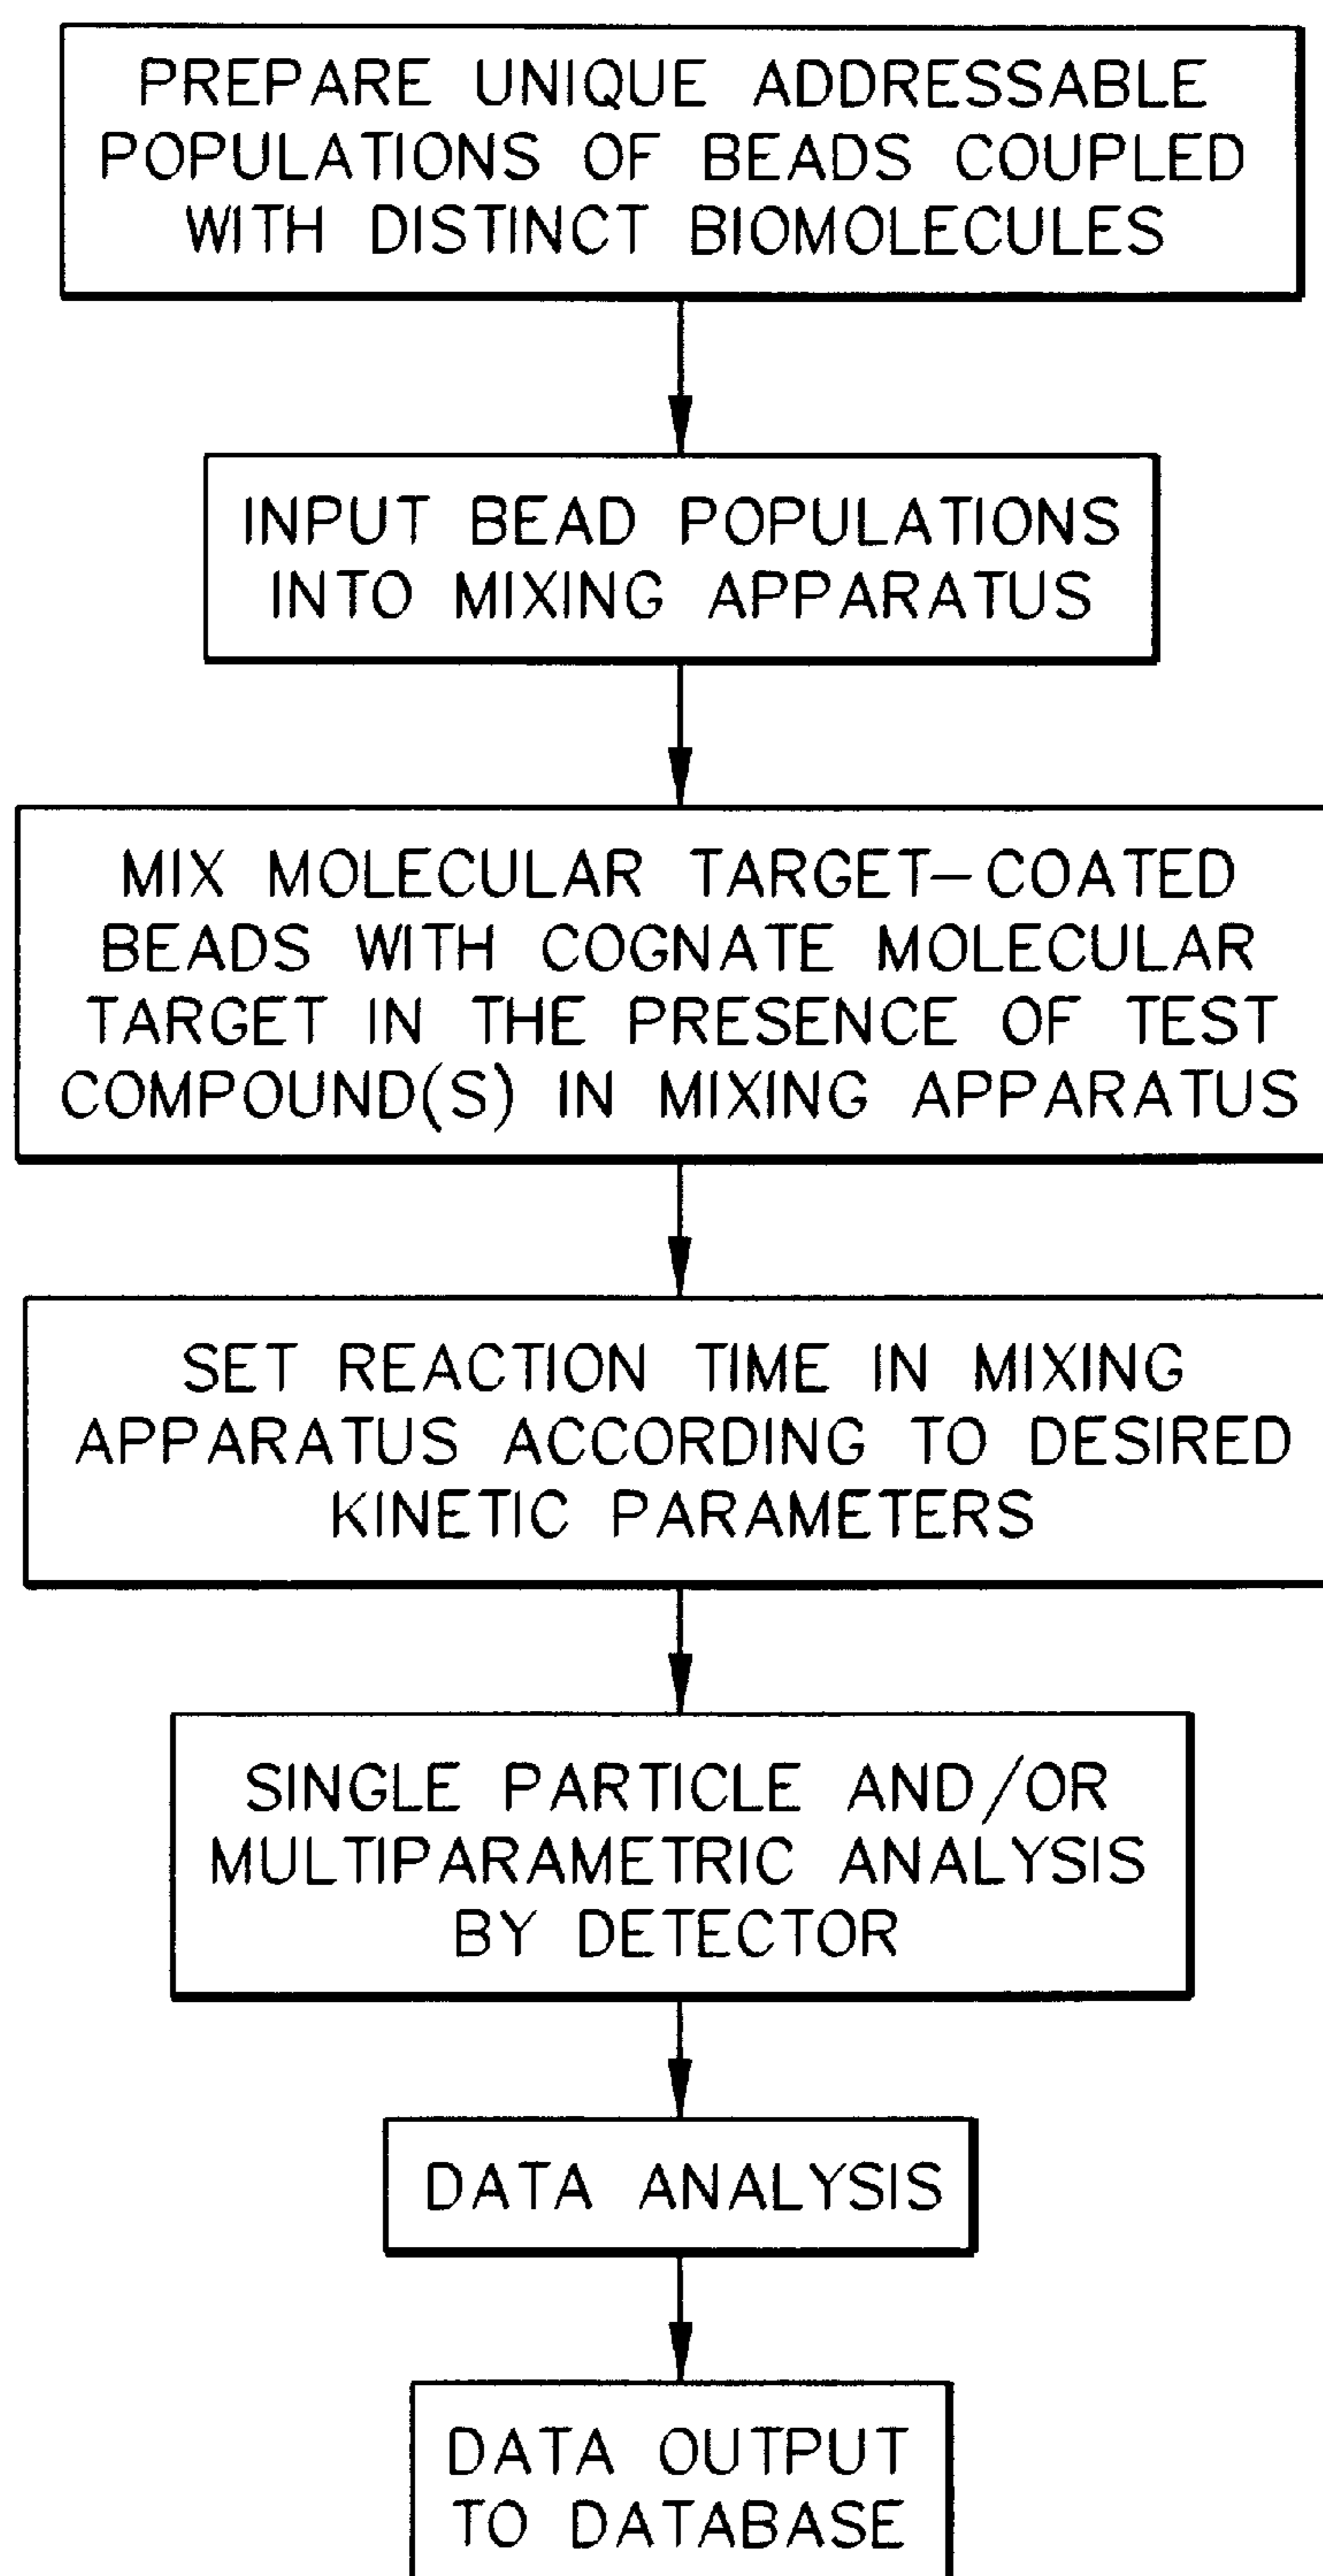 PREPARE UNIQUE ADDRESSABLE
POPULATIONS OF BEADS COUPLED
WITH DISTINCT BIOMOLECULES
INPUT BEAD POPULATIONS
INTO MIXING APPARATUS
MIX MOLECULAR TARGET-COATED
BEADS WITH COGNATE MOLECULAR
TARGET IN THE PRESENCE OF TEST
COMPOUND(S) IN MIXING APPARATUS
SET REACTION TIME IN MIXING
APPARATUS ACCORDING TO DESIRED
KINETIC PARAMETERS
SINGLE PARTICLE AND/OR
MULTIPARAMETRIC ANALYSIS
BY DETECTOR
DATA ANALYSIS
DATA OUTPUT
TO DATABASE